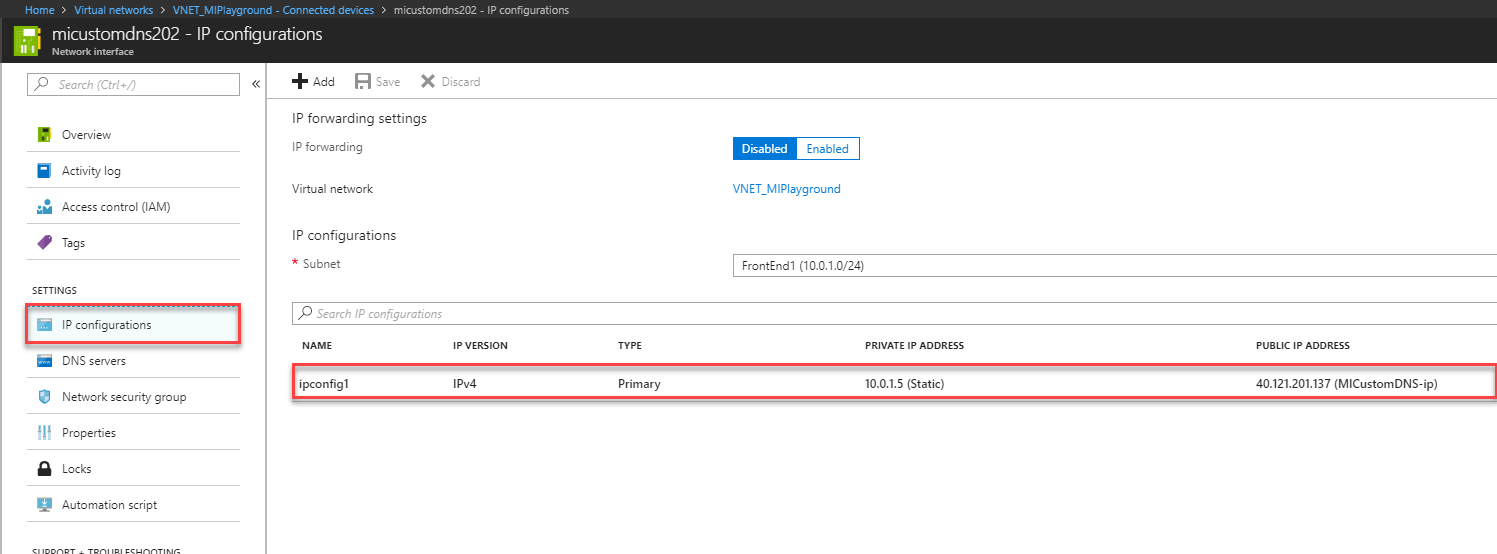 Home > Virtual networks > VNET_MIPlayground - Connected devices > micustomdns202 - IP configurations
micustomdns202 - IP configurations
Network interface
Search (Ctrl+/)
«
Overview
Activity log
Access control (IAM)
Tags
SETTINGS
IP configurations
DNS servers
Network security group
Properties
Locks
Automation script
SUPPORT + TROUBLESHOOTING
Add Save Discard
IP forwarding settings
IP forwarding Disabled Enabled
Virtual network VNET_MIPlayground
IP configurations
* Subnet FrontEnd1 (10.0.1.0/24)
Search IP configurations
NAME IP VERSION TYPE PRIVATE IP ADDRESS PUBLIC IP ADDRESS
ipconfig1 IPv4 Primary 10.0.1.5 (Static) 40.121.201.137 (MICustomDNS-ip)